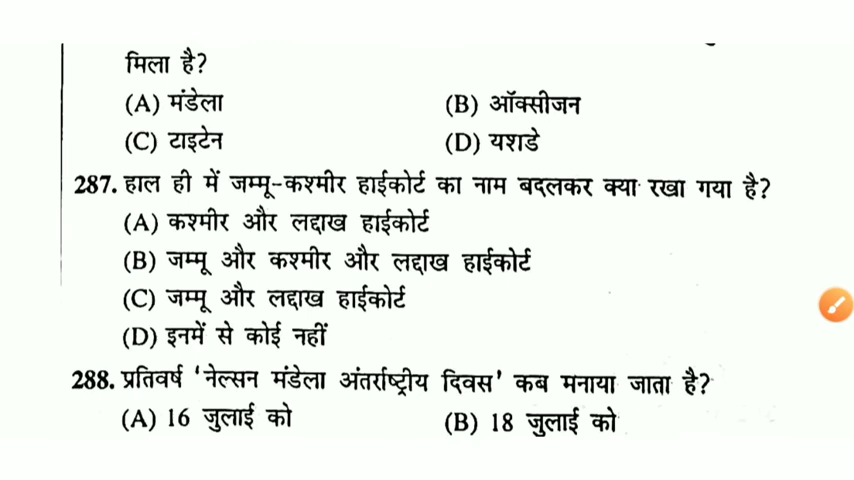 मिला है?
(A) मंडेला (B) ऑक्सीजन
(C) टाइटेन (D) यशडे
287. हाल ही में जम्मू-कश्मीर हाईकोर्ट का नाम बदलकर क्या रखा गया है?
(A) कश्मीर और लद्दाख हाईकोर्ट
(B) जम्मू और कश्मीर और लद्दाख हाईकोर्ट
(C) जम्मू और लद्दाख हाईकोर्ट
(D) इनमें से कोई नहीं
288. प्रतिवर्ष ‘नेल्सन मंडेला अंतर्राष्ट्रीय दिवस’ कब मनाया जाता है?
(A) 16 जुलाई को (B) 18 जुलाई को